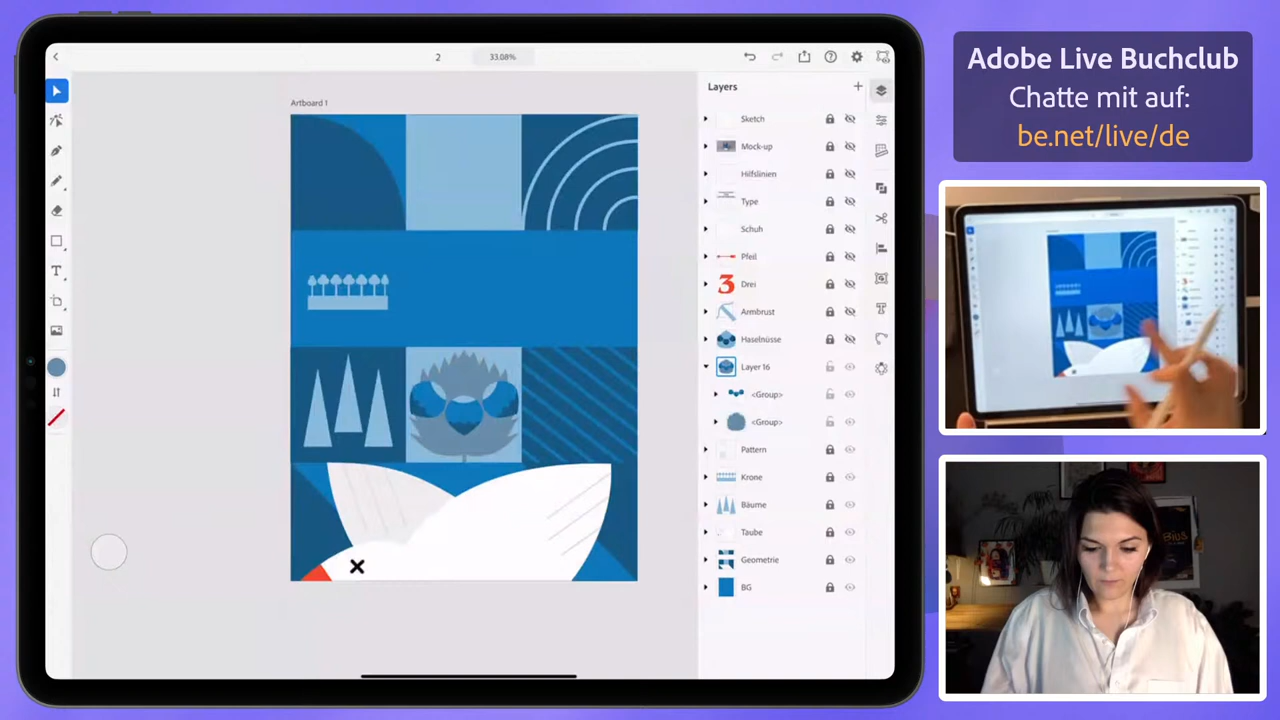 2
33.08%
Artboard 1
Layers
Sketch
Mock-up
Hilfslinien
Type
Schuh
Pfeil
3 Drei
Armbrust
Haselnüsse
Layer 16
<Group>
<Group>
Pattern
Krone
Bäume
Taube
Geometrie
BG
T
Adobe Live Buchclub
Chatte mit auf:
be.net/live/de